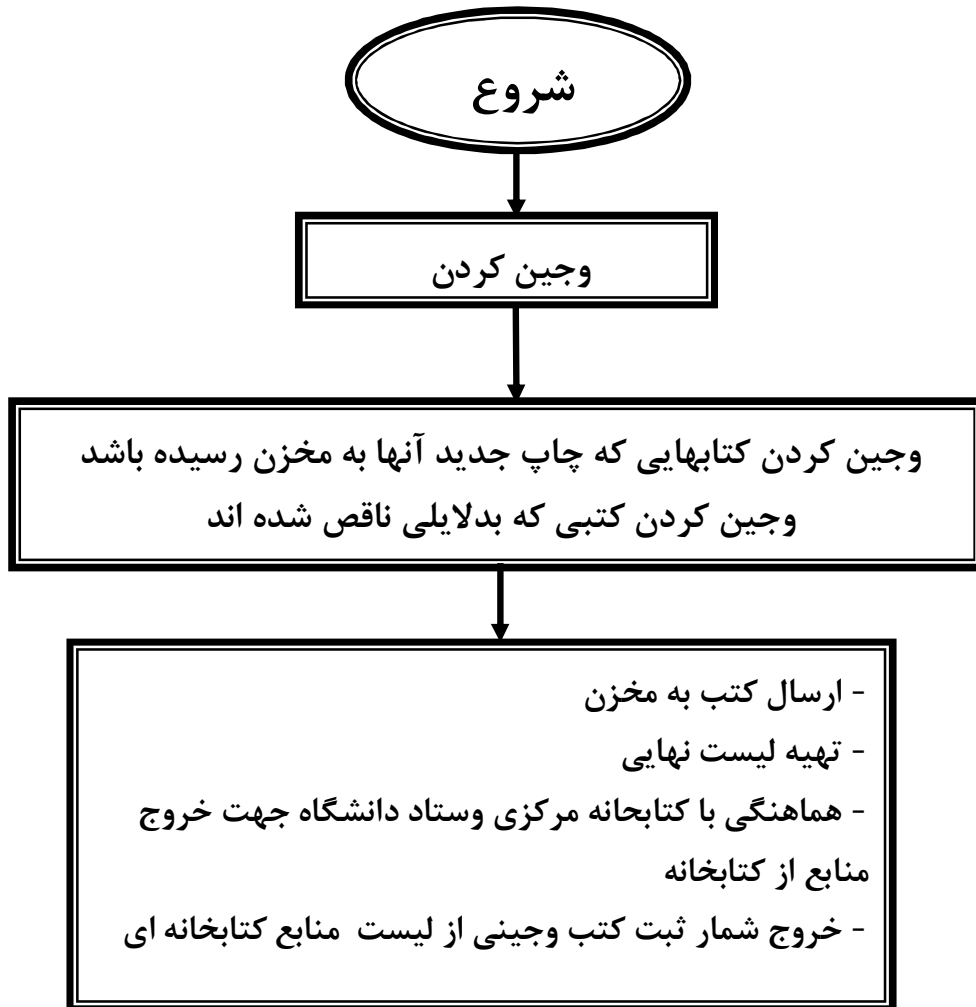 شروع
وجین کردن
وجین کردن کتابهایی که چاپ جدید آنها به مخزن رسیده باشد
وجین کردن کتبی که بدلایلی ناقص شده اند
- ارسال کتب به مخزن
- تهیه لیست نهایی
- هماهنگی با کتابحانه مرکزی وستاد دانشگاه جهت خروج
منابع از کتابخانه
- خروج شمار ثبت کتب وجینی از لیست منابع کتابخانه ای